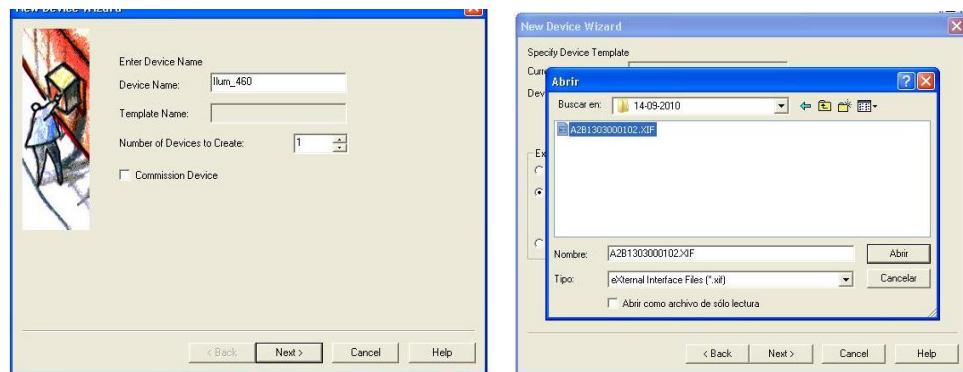 New Device Wizard
Enter Device Name
Device Name: Ilum_460
Template Name:
Number of Devices to Create: 1
Commission Device
< Back Next > Cancel Help
New Device Wizard
Specify Device Template
Abrir
Buscar en: 14-09-2010
A2B1303000102.XIF
Nombre: A2B1303000102.XIF Abrir
Tipo: eXternal Interface Files (*.xif) Cancelar
Abrir como archivo de sólo lectura
< Back Next > Cancel Help